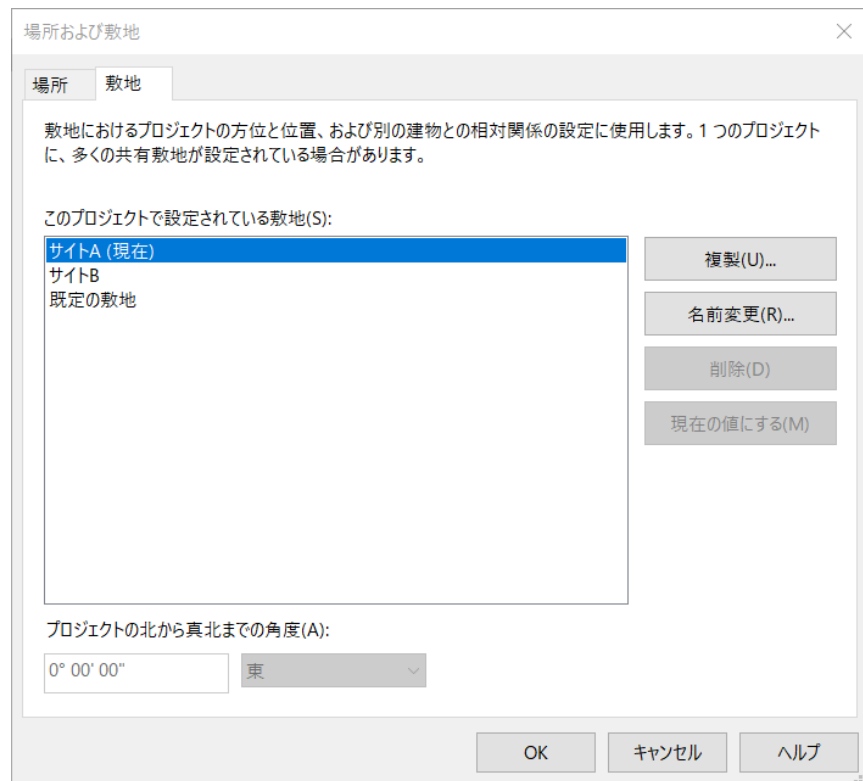 場所および敷地
場所
敷地
敷地におけるプロジェクトの方位と位置、および別の建物との相対関係の設定に使用します。1 つのプロジェクト
に、多くの共有敷地が設定されている場合があります。
このプロジェクトで設定されている敷地(S):
サイトA (現在)
サイトB
既定の敷地
複製(U)...
名前変更(R)...
削除(D)
現在の値にする(M)
プロジェクトの北から真北までの角度(A):
0° 00' 00"
東
OK
キャンセル
ヘルプ